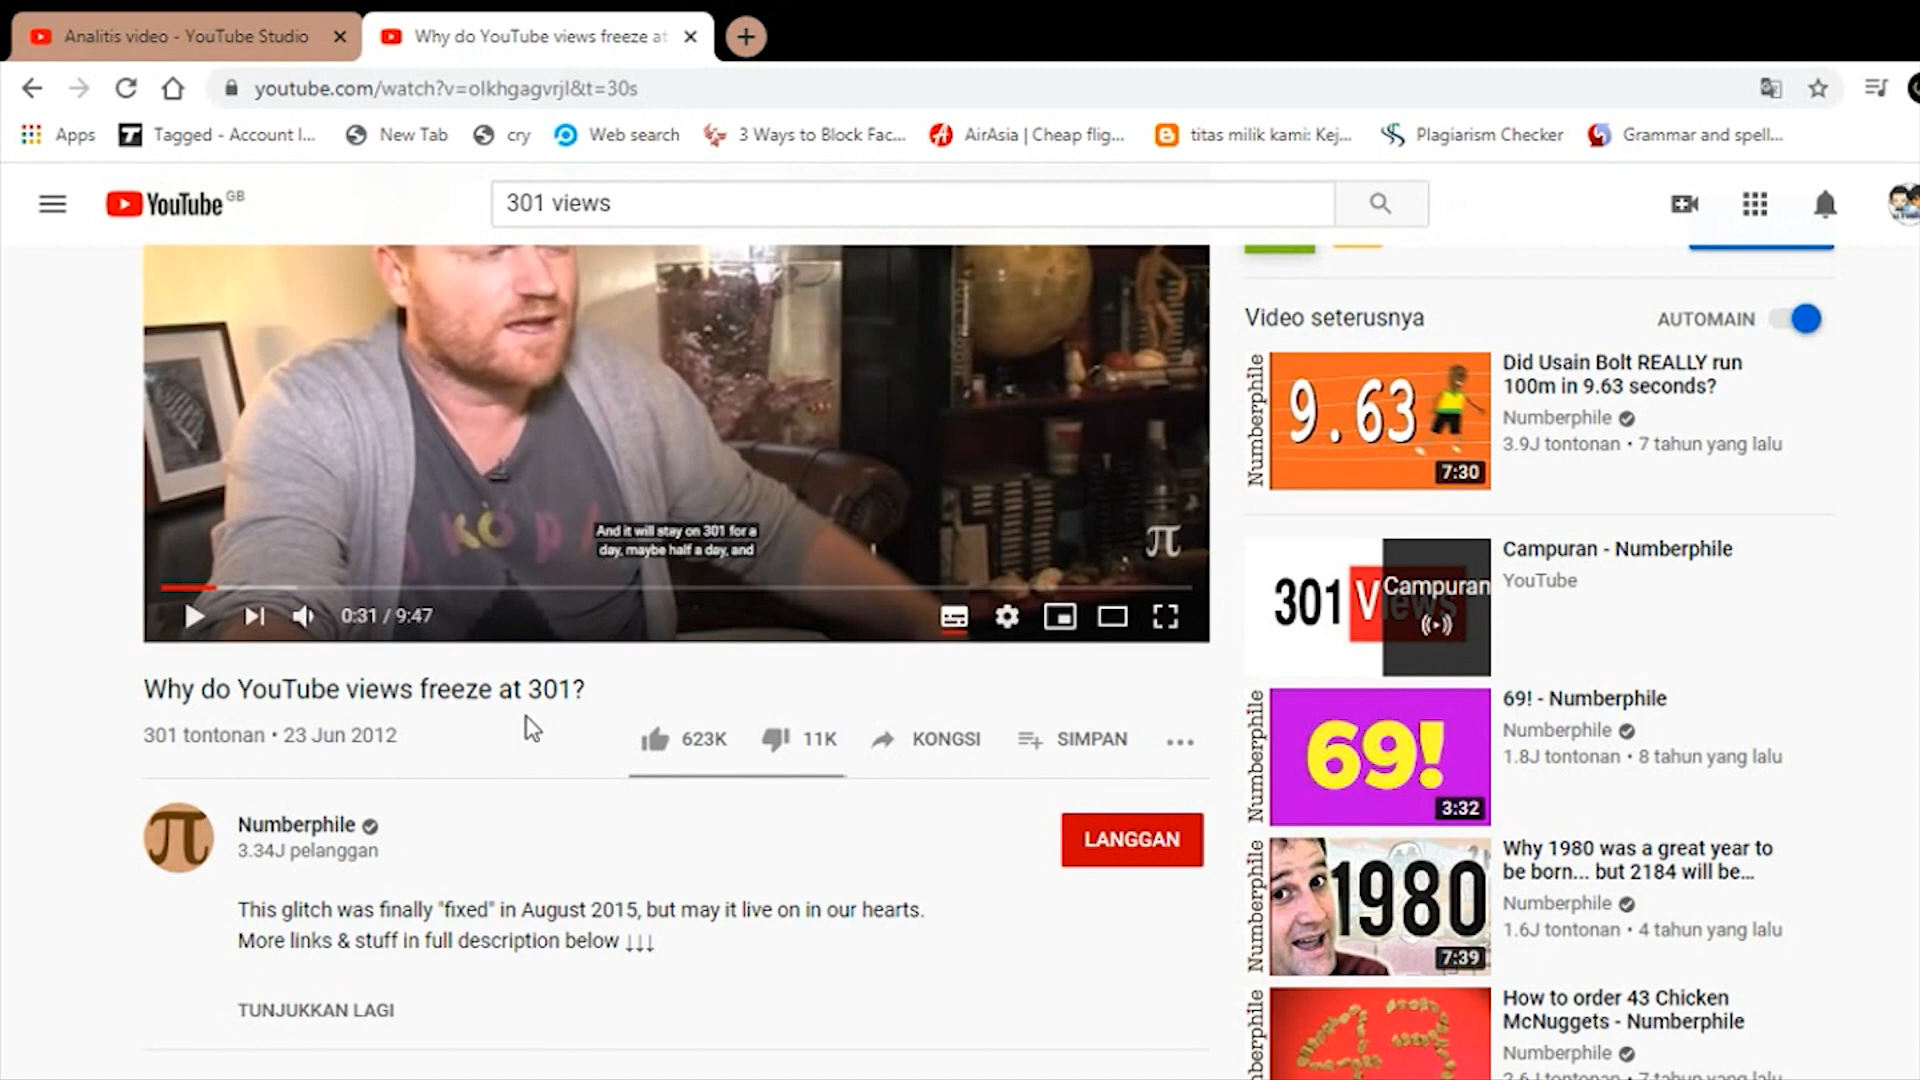 Analitis video - YouTube Studio
Why do YouTube views freeze at
youtube.com/watch?v=olkhgagvrjI&t=30s
Apps
Tagged - Account I...
New Tab
cry
Web search
3 Ways to Block Fac...
AirAsia | Cheap flig...
titas milik kami: Kej...
Plagiarism Checker
Grammar and spell...
YouTube GB
301 views
And it will stay on 301 for a
day, maybe half a day, and
π
0:31 / 9:47
Why do YouTube views freeze at 301?
301 tontonan • 23 Jun 2012
623K
11K
KONGSI
SIMPAN
π
Numberphile
3.34J pelanggan
LANGGAN
This glitch was finally "fixed" in August 2015, but may it live on in our hearts.
More links & stuff in full description below ↓↓↓
TUNJUKKAN LAGI
Video seterusnya
AUTOMAIN
Numberphile
9.63
7:30
Did Usain Bolt REALLY run
100m in 9.63 seconds?
Numberphile
3.9J tontonan • 7 tahun yang lalu
301 Views
Campuran
Campuran - Numberphile
YouTube
Numberphile
69!
3:32
69! - Numberphile
Numberphile
1.8J tontonan • 8 tahun yang lalu
Numberphile
1980
7:39
Why 1980 was a great year to
be born... but 2184 will be...
Numberphile
1.6J tontonan • 4 tahun yang lalu
43
How to order 43 Chicken
McNuggets - Numberphile
Numberphile